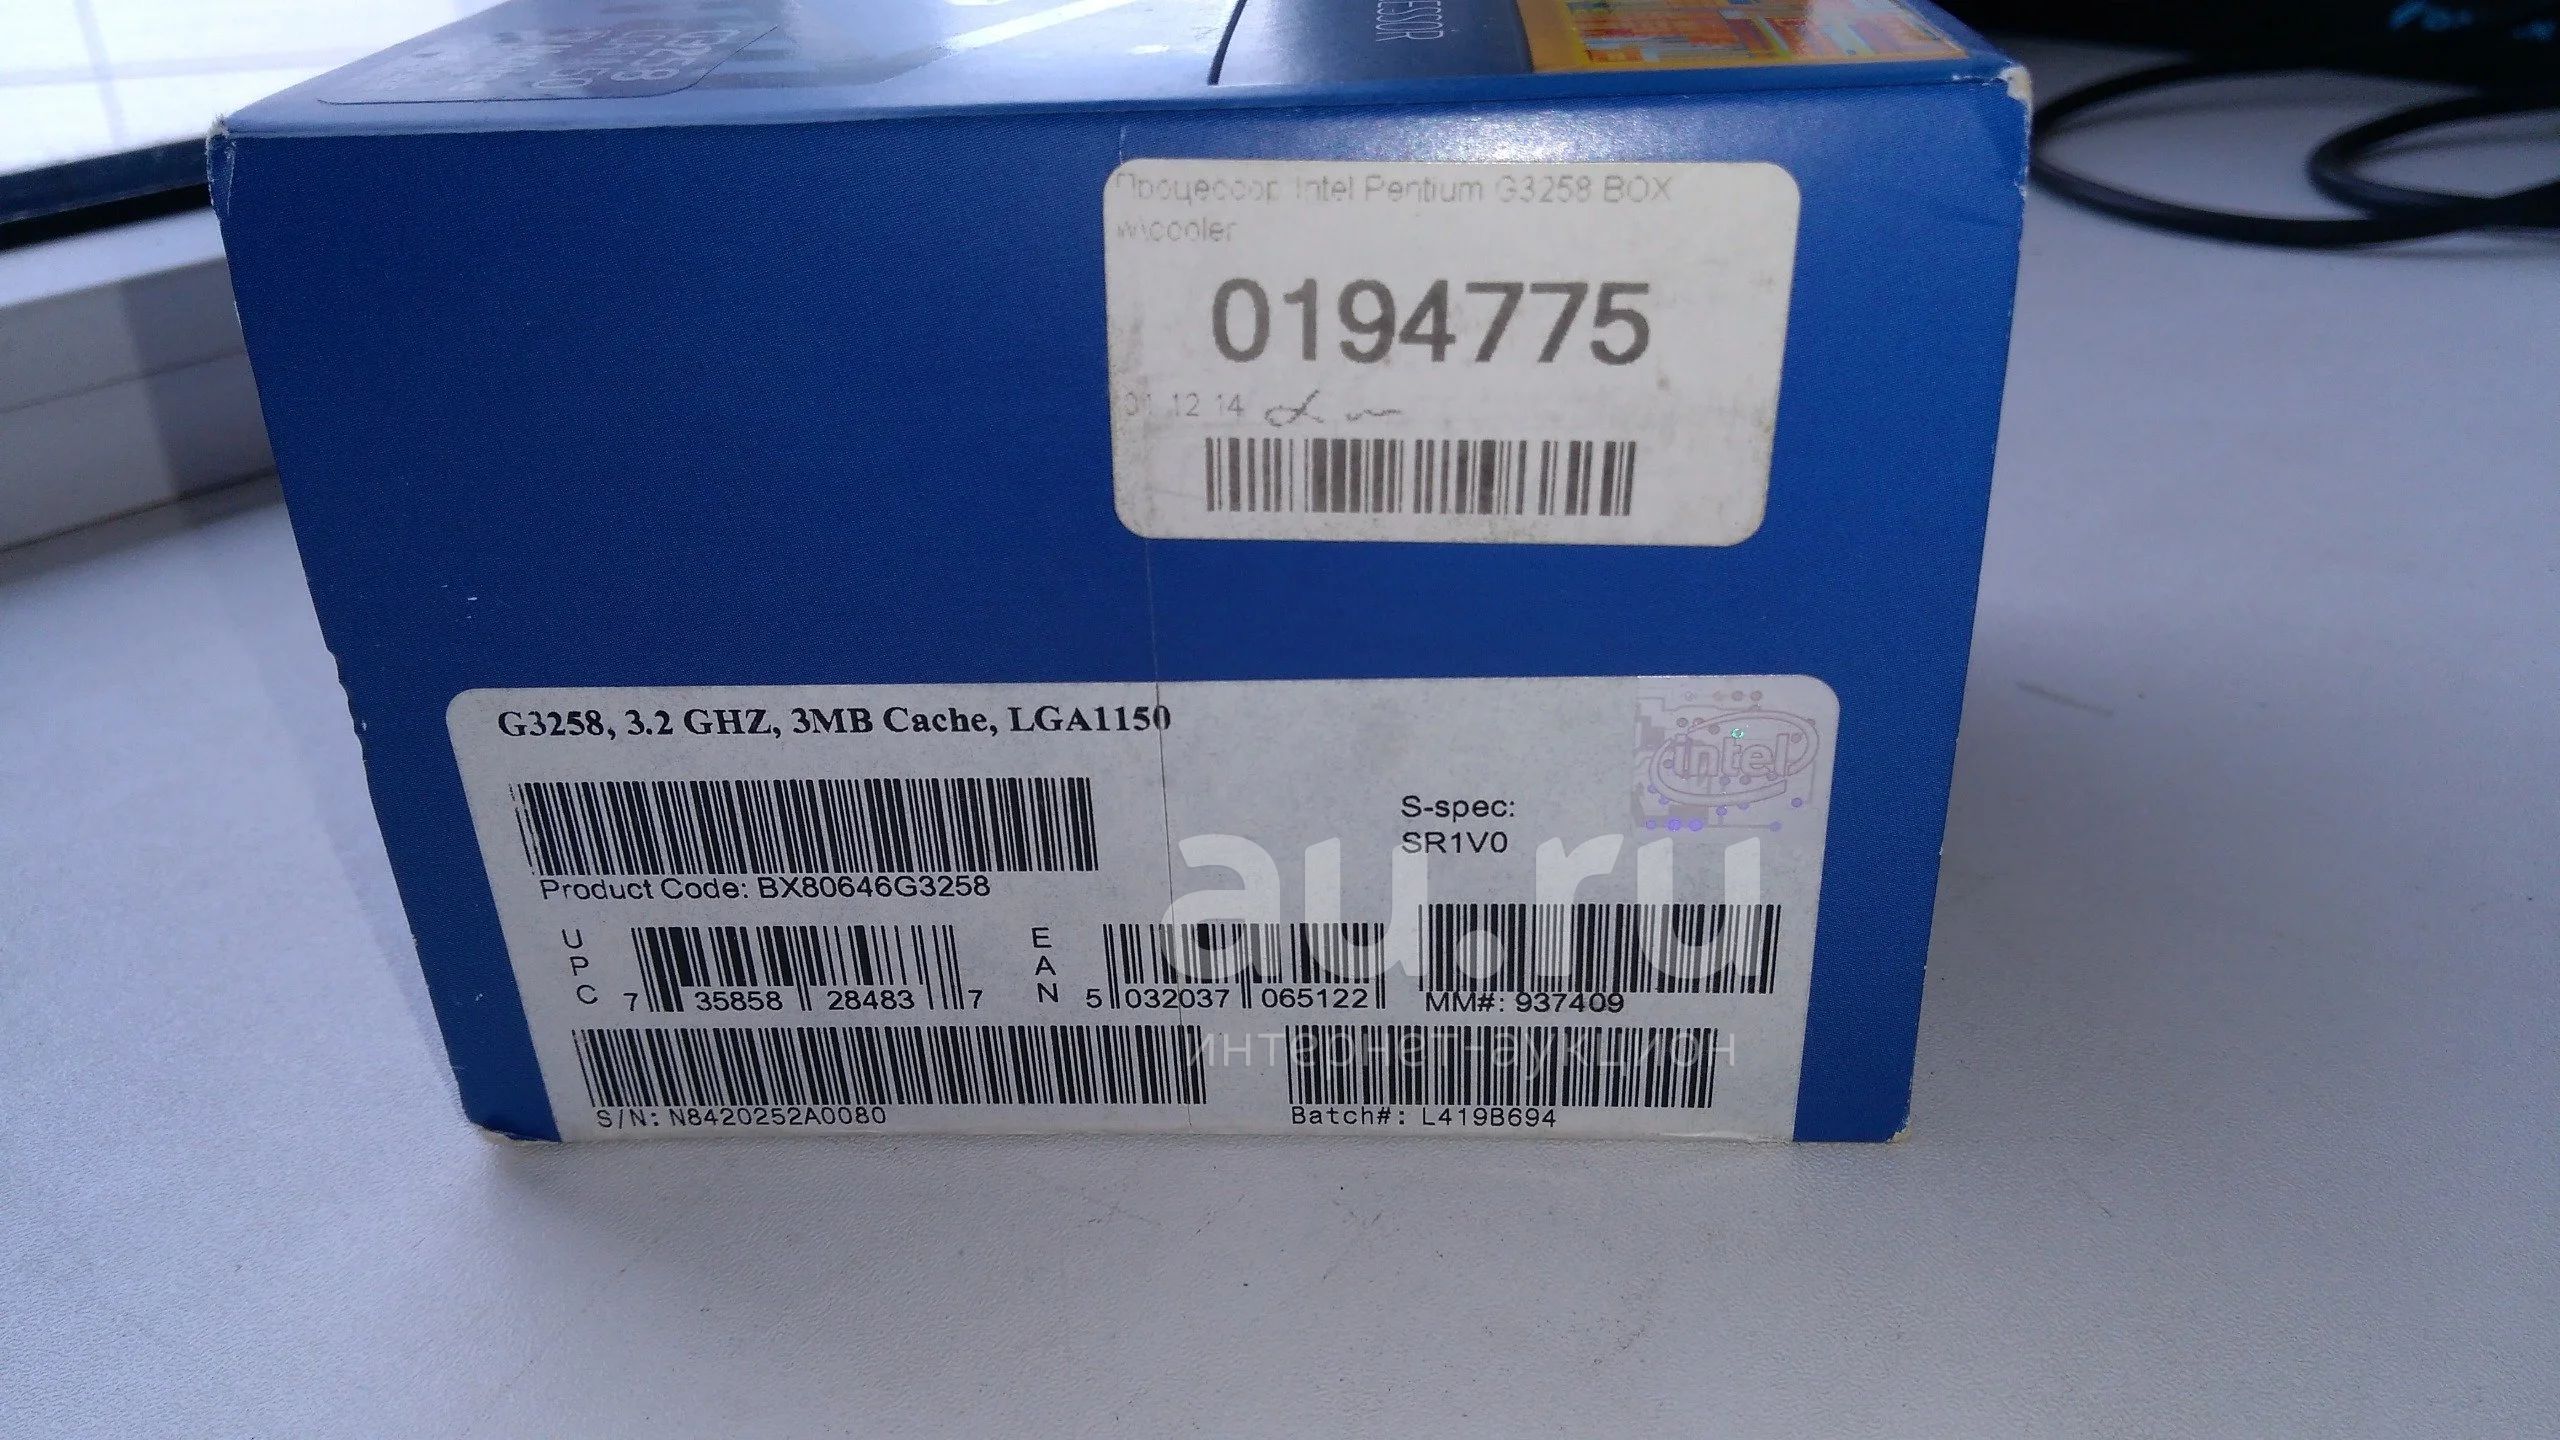 ESSOR
Процессор Intel Pentium G3258 BOX
w\cooler
0194775
01.12.14
G3258, 3.2 GHZ, 3MB Cache, LGA1150
intel
S-spec:
SR1V0
Product Code: BX80646G3258
UPC 7 35858 28483 7
EAN 5 032037 065122
MM#: 937409
S/N: N8420252A0080
Batch#: L419B694
au.ru
интернет-аукцион